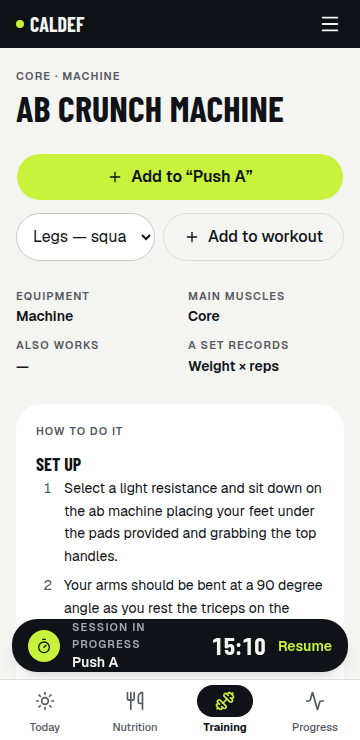 CALDEF
CORE · MACHINE
AB CRUNCH MACHINE
+ Add to “Push A”
Legs — squa
+ Add to workout
EQUIPMENT
Machine
MAIN MUSCLES
Core
ALSO WORKS
—
A SET RECORDS
Weight × reps
HOW TO DO IT
SET UP
1 Select a light resistance and sit down on
the ab machine placing your feet under
the pads provided and grabbing the top
handles.
2 Your arms should be bent at a 90 degree
angle as you rest the triceps on the
SESSION IN
PROGRESS
Push A
15:10
Resume
Today
Nutrition
Training
Progress